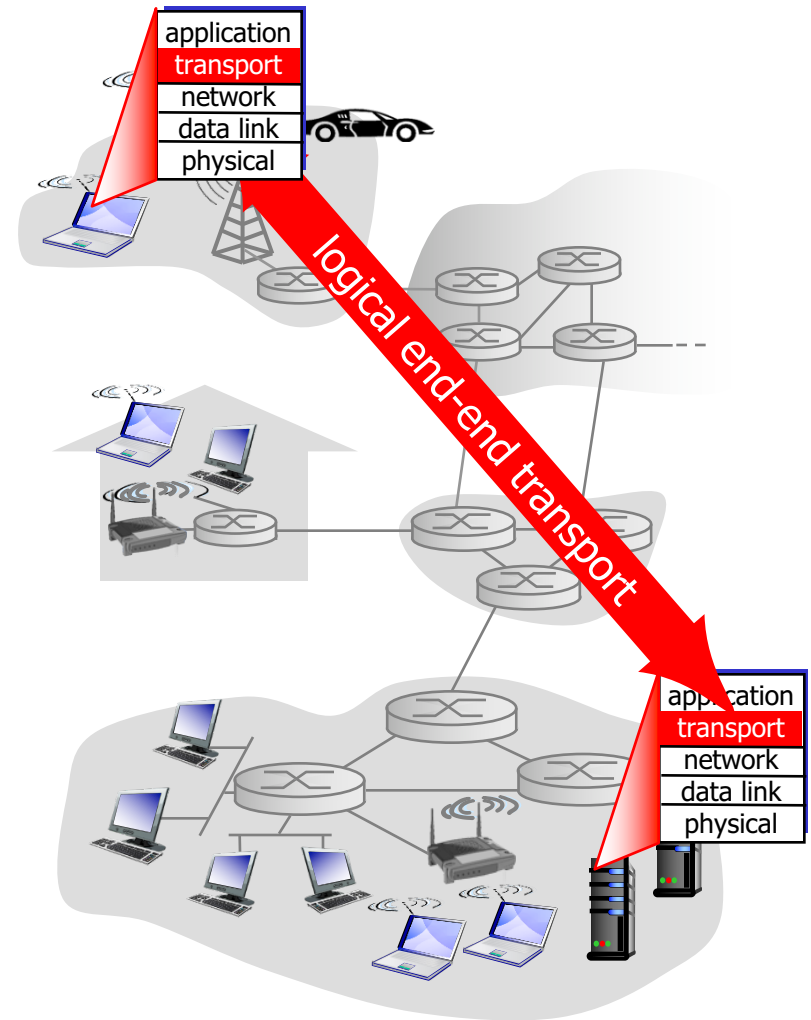 application
transport
network
data link
physical
logical end-end transport
application
transport
network
data link
physical